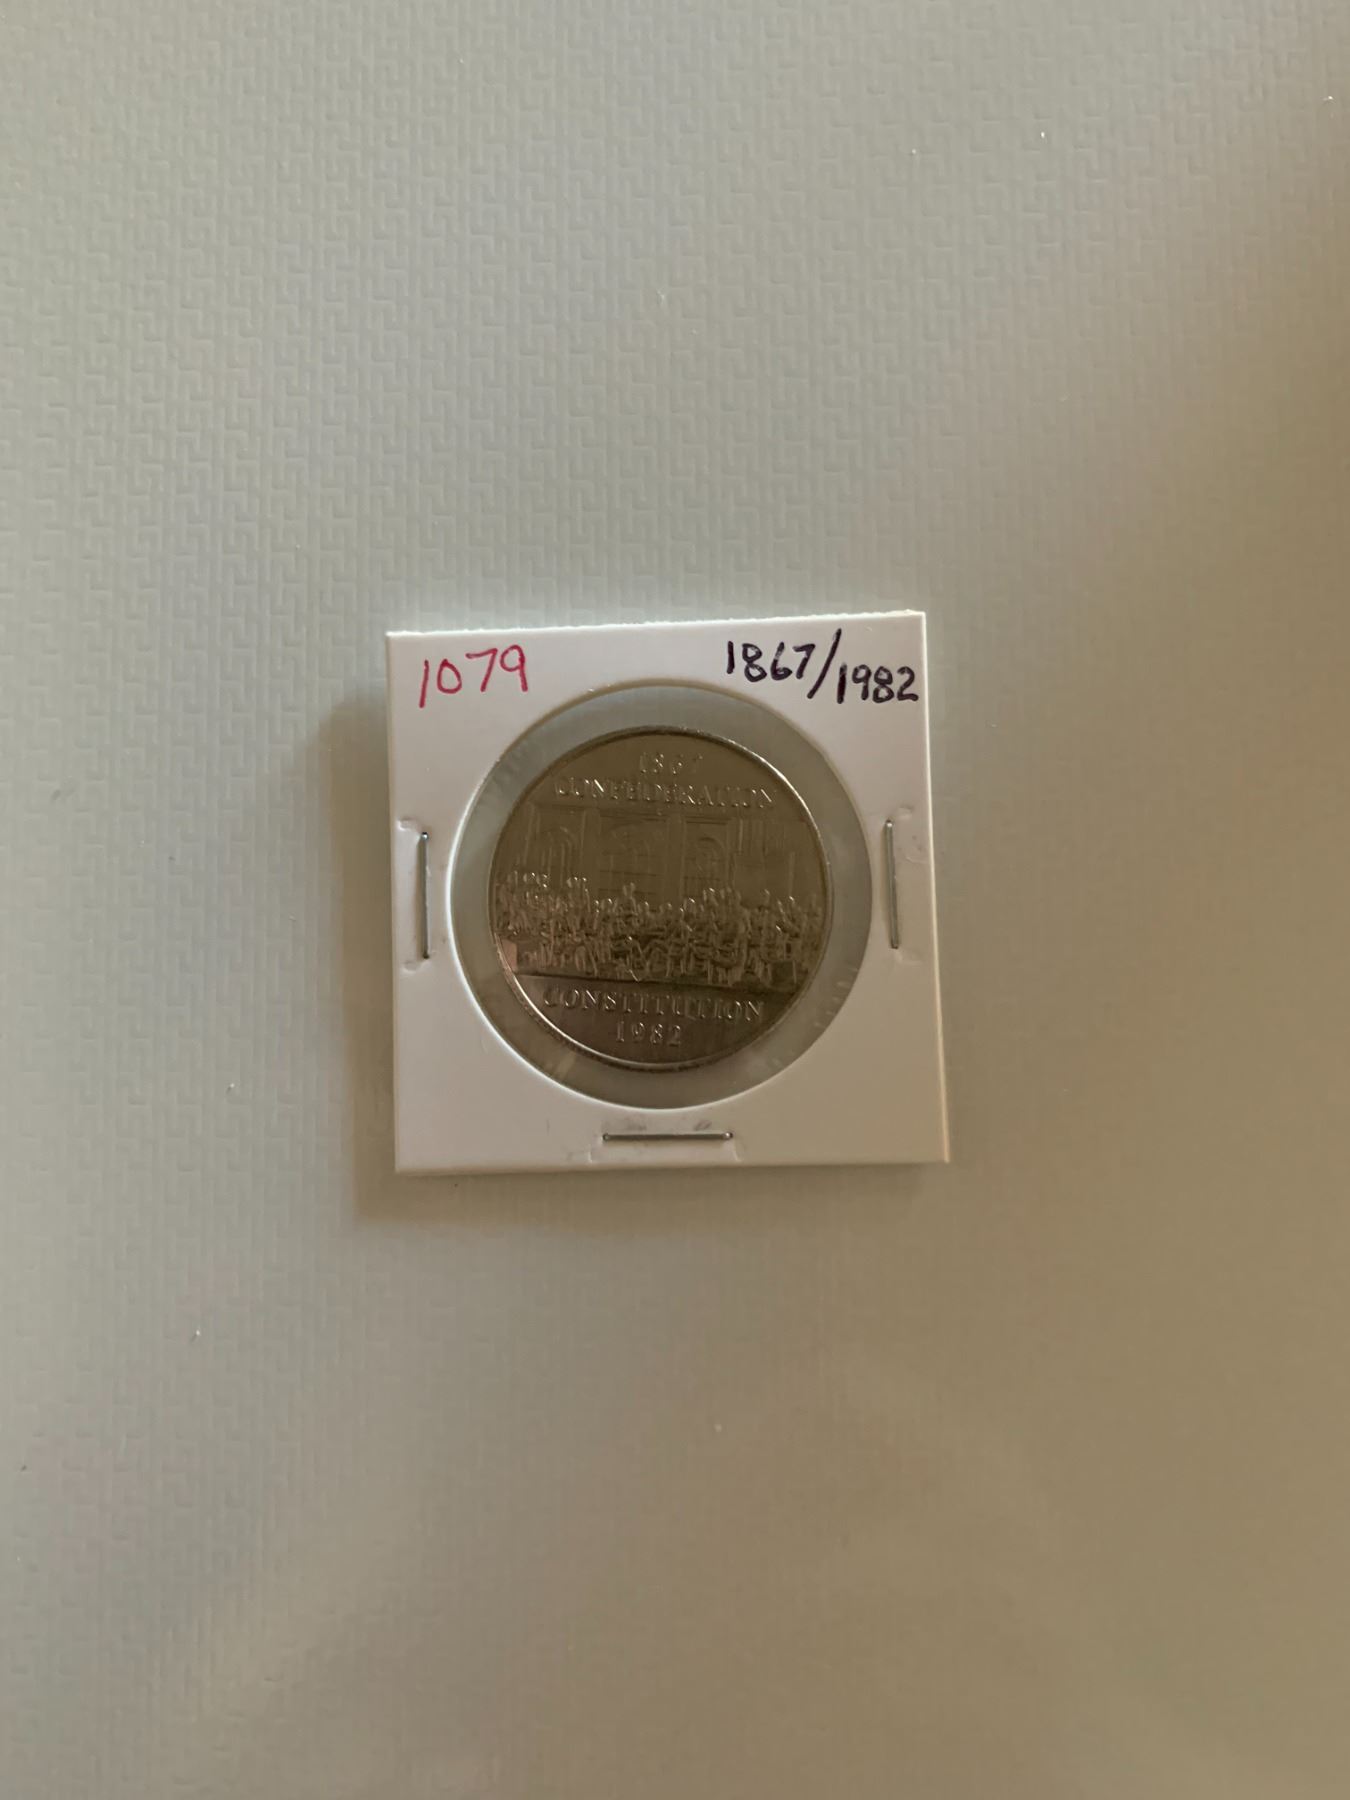 1079
1867/1982
1867
CONFEDERATION
CONSTITUTION
1982